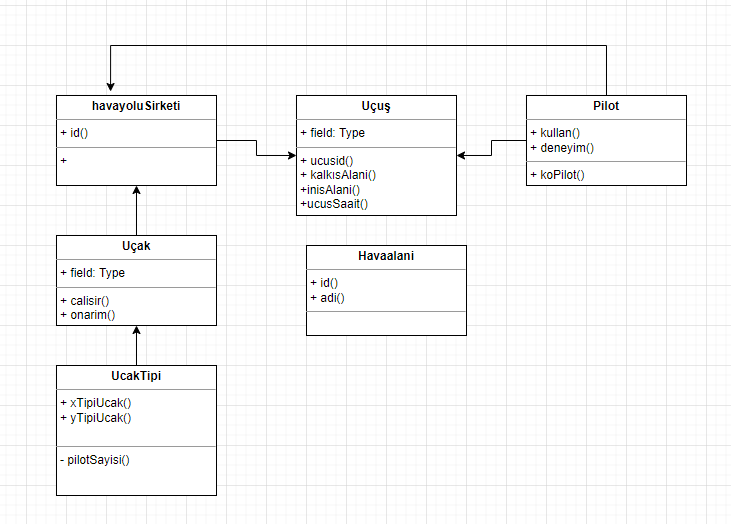 havayoluSirketi
+ id()
+
Uçuş
+ field: Type
+ ucusid()
+ kalkısAlani()
+inisAlani()
+ucusSaait()
Pilot
+ kullan()
+ deneyim()
+ koPilot()
Uçak
+ field: Type
+ calisir()
+ onarim()
Havaalani
+ id()
+ adi()
UcakTipi
+ xTipiUcak()
+ yTipiUcak()
- pilotSayisi()